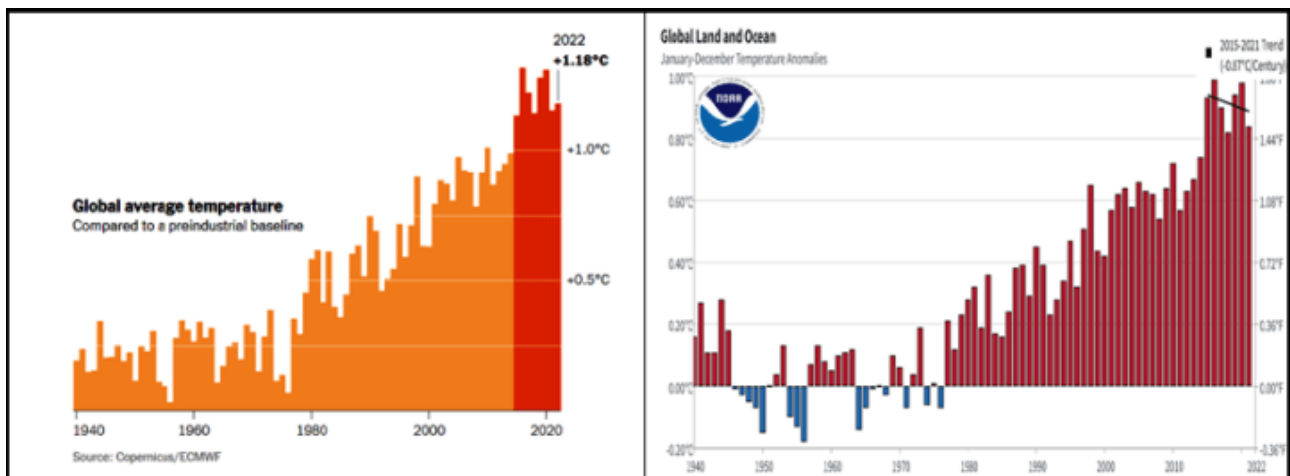 2022
+1.18°C
+1.0°C
Global average temperature
Compared to a preindustrial baseline
+0.5°C
1940 1960 1980 2000 2020
Source: Copernicus/ECMWF
Global Land and Ocean
January-December Temperature Anomalies
2015-2021 Trend
(-0.87°C/Century)
NOAA
1.00°C
0.80°C 1.44°F
0.60°C 1.08°F
0.40°C 0.72°F
0.20°C 0.36°F
0.00°C 0.00°F
-0.20°C -0.36°F
1940 1950 1960 1970 1980 1990 2000 2010 2022